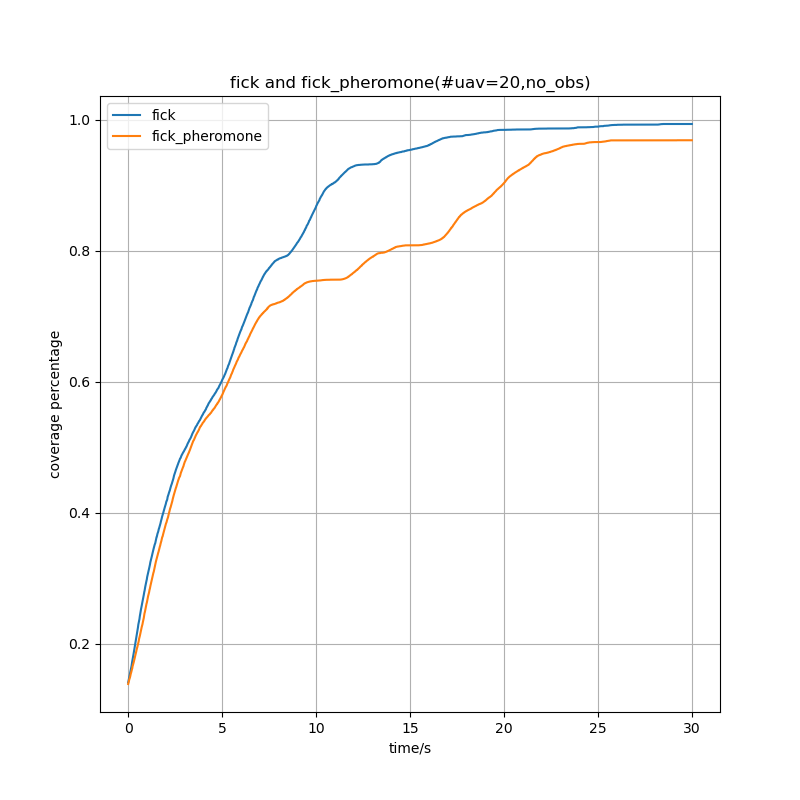 fick and fick_pheromone(#uav=20,no_obs)
fick
fick_pheromone
1.0
0.8
0.6
0.4
0.2
coverage percentage
0 5 10 15 20 25 30
time/s